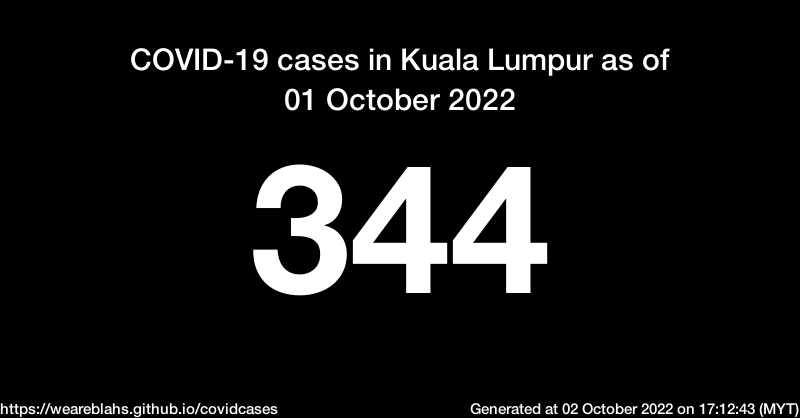 COVID-19 cases in Kuala Lumpur as of
01 October 2022
344
https://weareblahs.github.io/covidcases
Generated at 02 October 2022 on 17:12:43 (MYT)